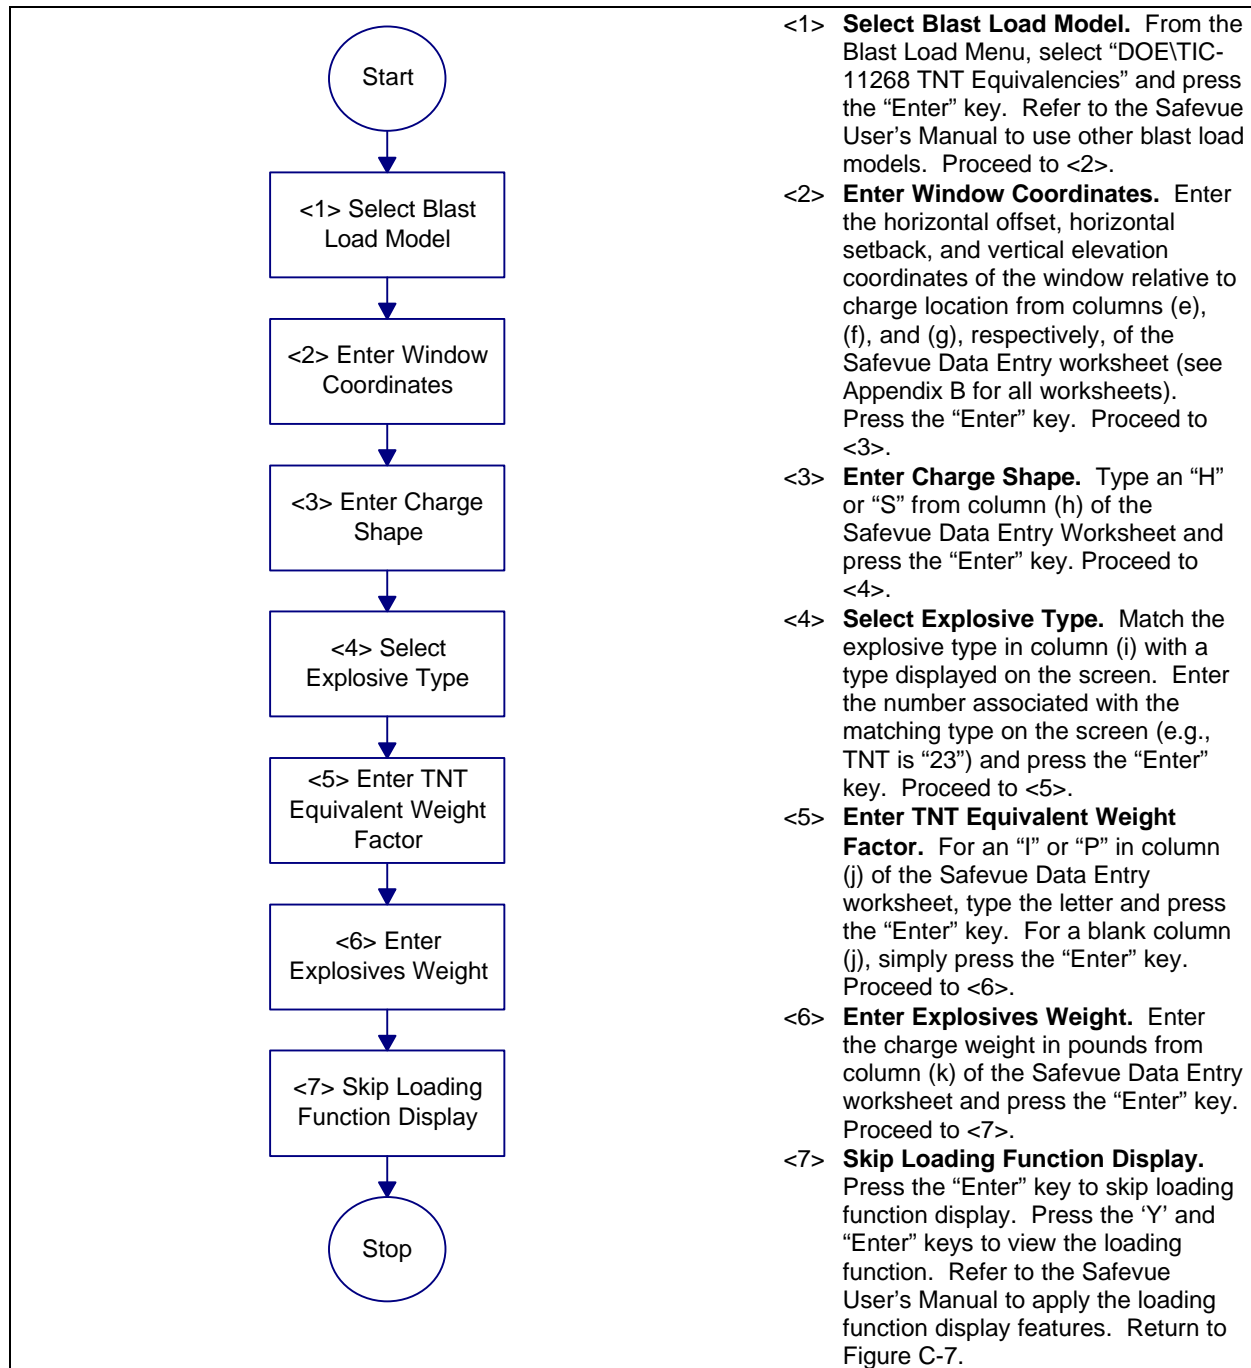 Start
<1> Select Blast
Load Model
<2> Enter Window
Coordinates
<3> Enter Charge
Shape
<4> Select
Explosive Type
<5> Enter TNT
Equivalent Weight
Factor
<6> Enter
Explosives Weight
<7> Skip Loading
Function Display
Stop
<1> Select Blast Load Model. From the
Blast Load Menu, select “DOE\TIC-
11268 TNT Equivalencies” and press
the “Enter” key. Refer to the Safevue
User’s Manual to use other blast load
models. Proceed to <2>.
<2> Enter Window Coordinates. Enter
the horizontal offset, horizontal
setback, and vertical elevation
coordinates of the window relative to
charge location from columns (e),
(f), and (g), respectively, of the
Safevue Data Entry worksheet (see
Appendix B for all worksheets).
Press the “Enter” key. Proceed to
<3>.
<3> Enter Charge Shape. Type an “H”
or “S” from column (h) of the
Safevue Data Entry Worksheet and
press the “Enter” key. Proceed to
<4>.
<4> Select Explosive Type. Match the
explosive type in column (i) with a
type displayed on the screen. Enter
the number associated with the
matching type on the screen (e.g.,
TNT is “23”) and press the “Enter”
key. Proceed to <5>.
<5> Enter TNT Equivalent Weight
Factor. For an “I” or “P” in column
(j) of the Safevue Data Entry
worksheet, type the letter and press
the “Enter” key. For a blank column
(j), simply press the “Enter” key.
Proceed to <6>.
<6> Enter Explosives Weight. Enter
the charge weight in pounds from
column (k) of the Safevue Data Entry
worksheet and press the “Enter” key.
Proceed to <7>.
<7> Skip Loading Function Display.
Press the “Enter” key to skip loading
function display. Press the ‘Y’ and
“Enter” keys to view the loading
function. Refer to the Safevue
User’s Manual to apply the loading
function display features. Return to
Figure C-7.